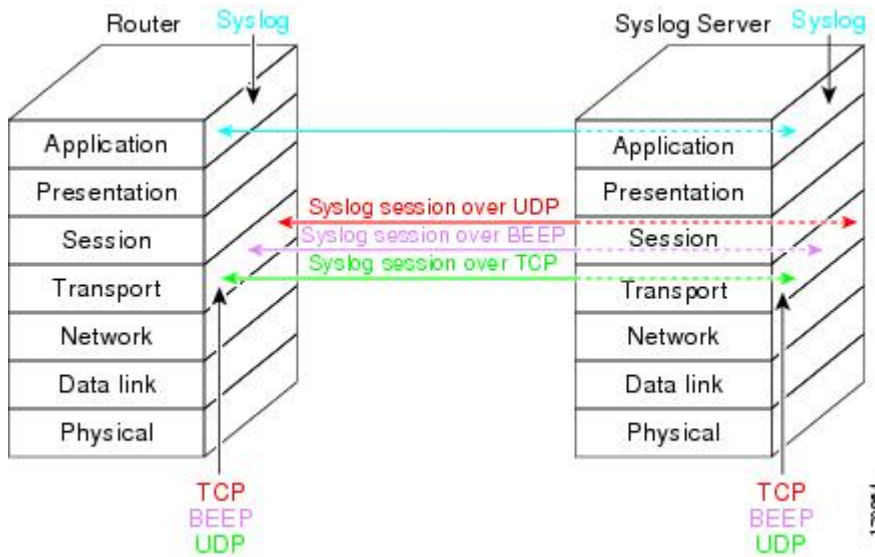 Router Syslog
Syslog Server Syslog
Application
Presentation
Session
Transport
Network
Data link
Physical
Syslog session over UDP
Syslog session over BEEP
Syslog session over TCP
Application
Presentation
Session
Transport
Network
Data link
Physical
TCP
BEEP
UDP
TCP
BEEP
UDP